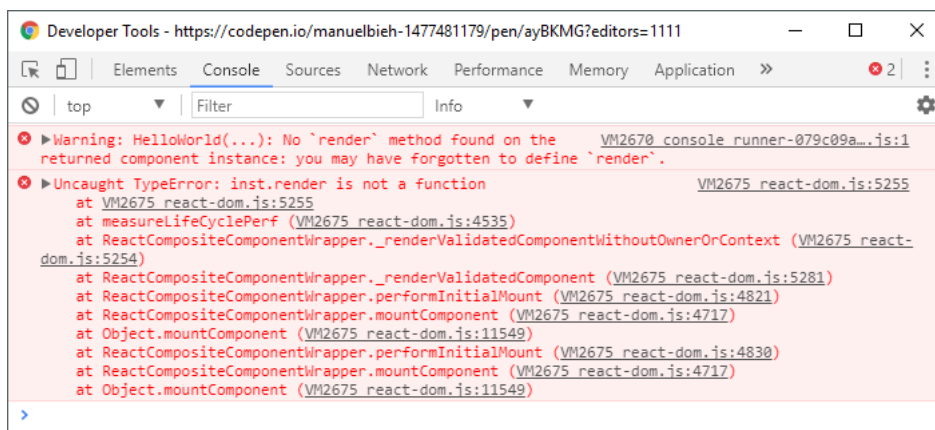 Developer Tools - https://codepen.io/manuelbieh-1477481179/pen/ayBKMG?editors=1111
Elements Console Sources Network Performance Memory Application » 2
top ▼ Filter Info ▼
▶Warning: HelloWorld(...): No `render` method found on the VM2670 console_runner-079c09a….js:1
returned component instance: you may have forgotten to define `render`.
▶Uncaught TypeError: inst.render is not a function VM2675 react-dom.js:5255
at VM2675 react-dom.js:5255
at measureLifeCyclePerf (VM2675 react-dom.js:4535)
at ReactCompositeComponentWrapper._renderValidatedComponentWithoutOwnerOrContext (VM2675 react-
dom.js:5254)
at ReactCompositeComponentWrapper._renderValidatedComponent (VM2675 react-dom.js:5281)
at ReactCompositeComponentWrapper.performInitialMount (VM2675 react-dom.js:4821)
at ReactCompositeComponentWrapper.mountComponent (VM2675 react-dom.js:4717)
at Object.mountComponent (VM2675 react-dom.js:11549)
at ReactCompositeComponentWrapper.performInitialMount (VM2675 react-dom.js:4830)
at ReactCompositeComponentWrapper.mountComponent (VM2675 react-dom.js:4717)
at Object.mountComponent (VM2675 react-dom.js:11549)
>